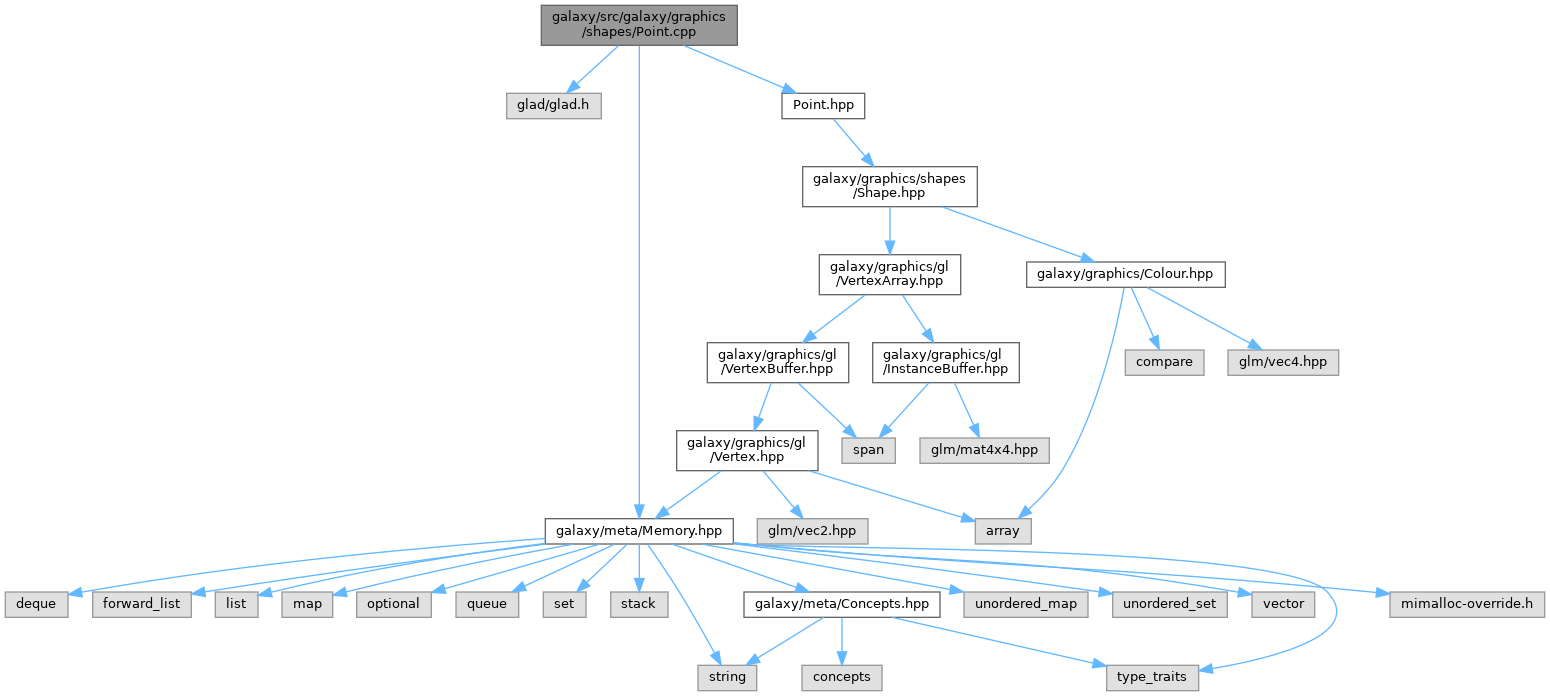 galaxy/src/galaxy/graphics
/shapes/Point.cpp
glad/glad.h
Point.hpp
galaxy/graphics/shapes
/Shape.hpp
galaxy/graphics/gl
/VertexArray.hpp
galaxy/graphics/Colour.hpp
galaxy/graphics/gl
/VertexBuffer.hpp
galaxy/graphics/gl
/InstanceBuffer.hpp
compare
glm/vec4.hpp
galaxy/graphics/gl
/Vertex.hpp
span
glm/mat4x4.hpp
galaxy/meta/Memory.hpp
glm/vec2.hpp
array
deque
forward_list
list
map
optional
queue
set
stack
galaxy/meta/Concepts.hpp
unordered_map
unordered_set
vector
mimalloc-override.h
string
concepts
type_traits